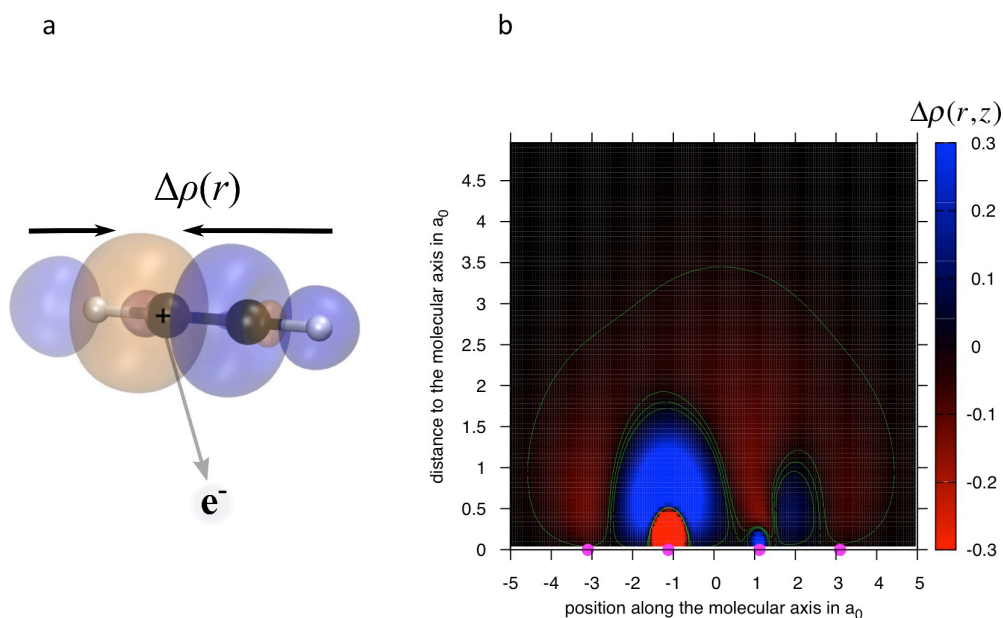 a
b
Δρ(r)
+
e⁻
Δρ(r,z)
0.3
0.2
0.1
0
-0.1
-0.2
-0.3
distance to the molecular axis in a₀
4.5
4
3.5
3
2.5
2
1.5
1
0.5
0
-5 -4 -3 -2 -1 0 1 2 3 4 5
position along the molecular axis in a₀